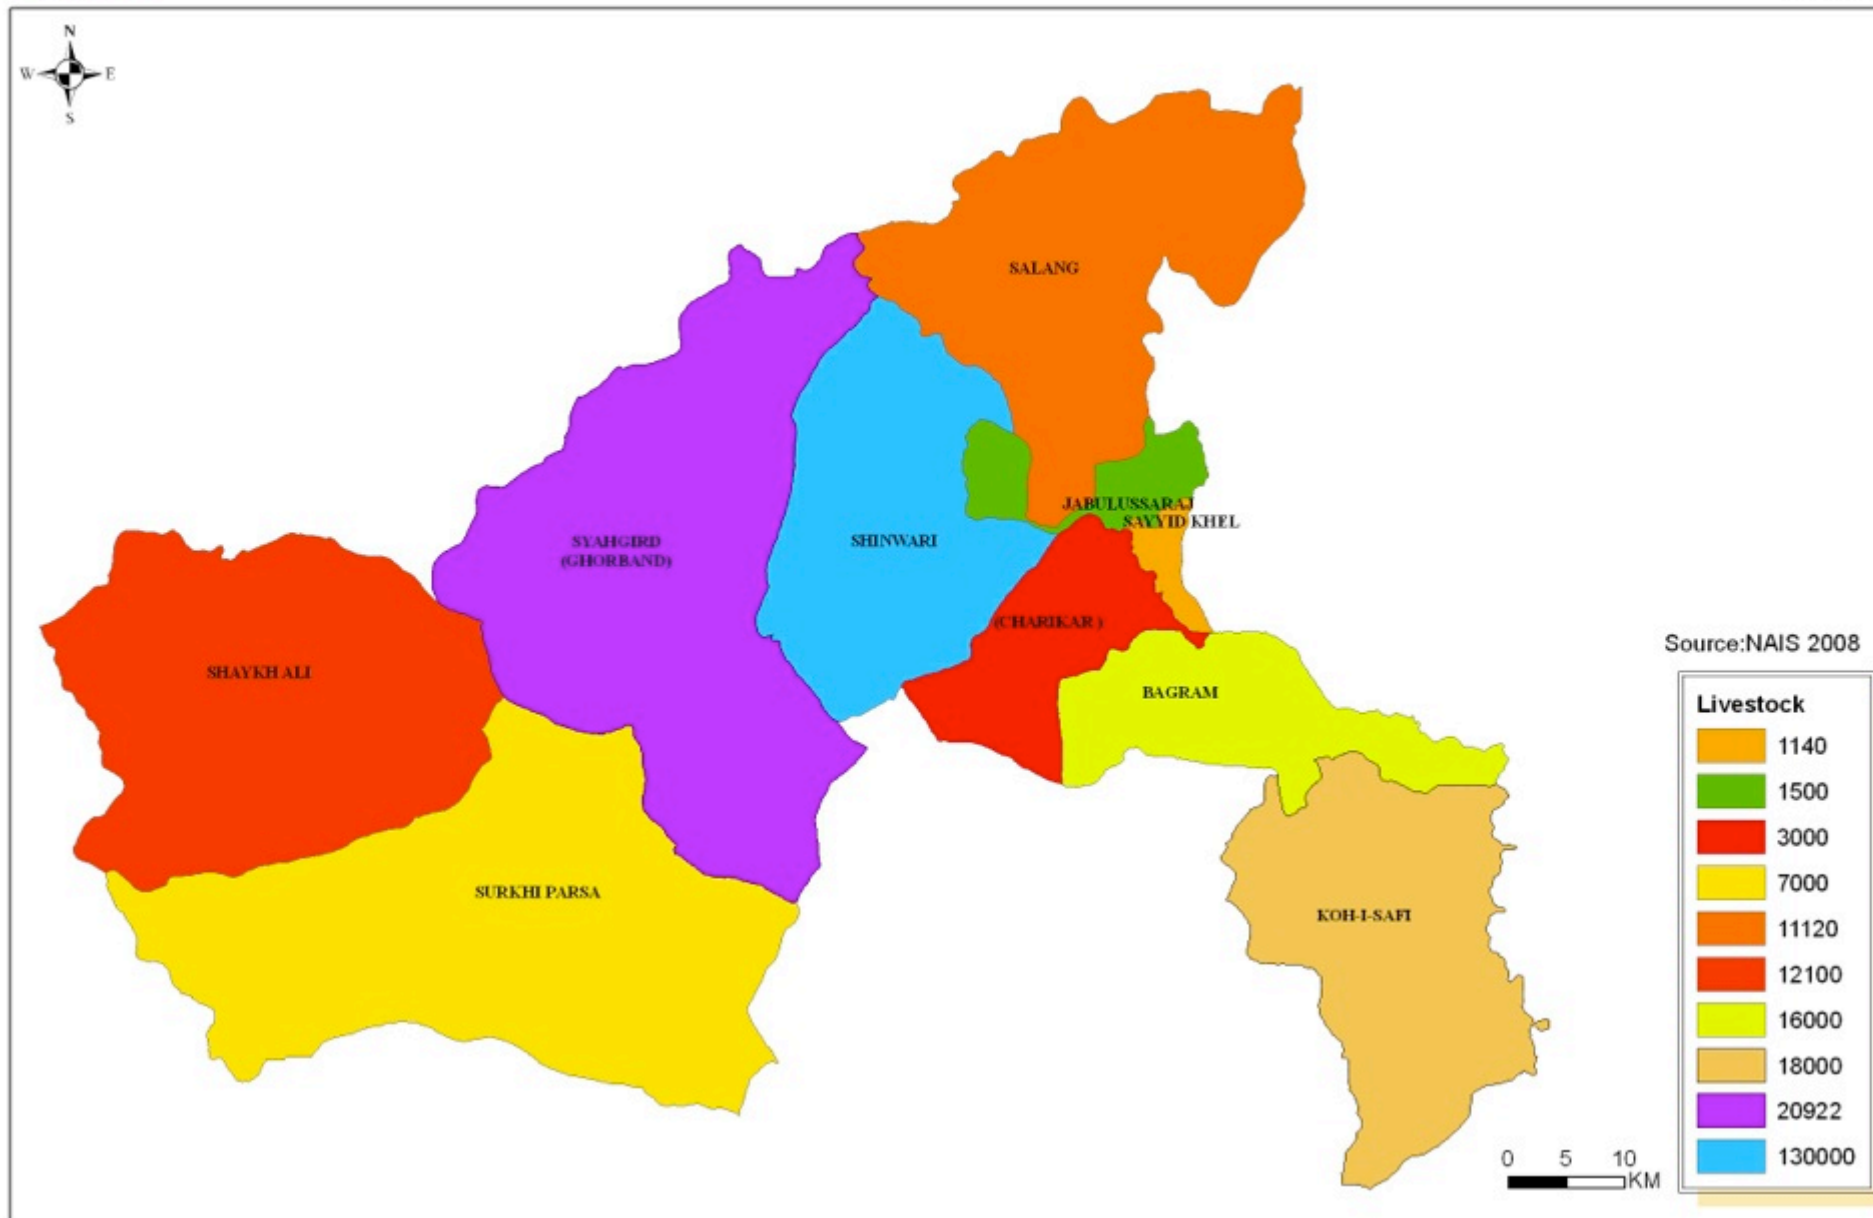 N
W E
S
SALANG
JABULUSSARAJ
SAYYID KHEL
SYAHGIRD
(GHORBAND)
SHINWARI
(CHARIKAR )
SHAYKH ALI
BAGRAM
SURKHI PARSA
KOH-I-SAFI
Source:NAIS 2008
Livestock
1140
1500
3000
7000
11120
12100
16000
18000
20922
130000
0 5 10
KM